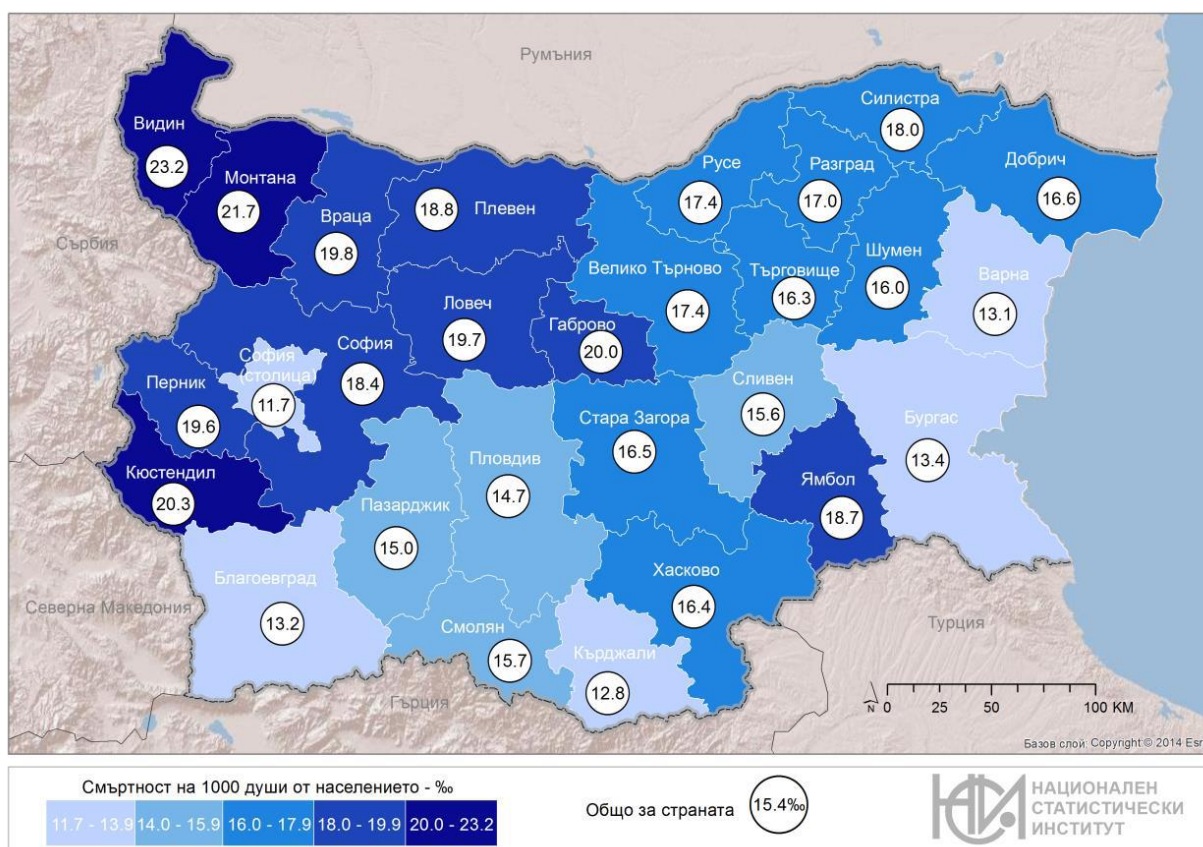 Румъния
Силистра
18.0
Видин
23.2
Монтана
21.7
Враца
19.8
18.8
Плевен
Русе
17.4
Разград
17.0
Добрич
16.6
Сърбия
Шумен
16.0
Велико Търново
17.4
Търговище
16.3
Варна
13.1
Ловеч
19.7
Габрово
20.0
София
(столица)
11.7
София
18.4
Перник
19.6
Сливен
15.6
Стара Загора
16.5
Бургас
13.4
Кюстендил
20.3
Пловдив
14.7
Пазарджик
15.0
Ямбол
18.7
Благоевград
13.2
Хасково
16.4
Северна Македония
Турция
Смолян
15.7
Кърджали
12.8
Гърция
N
0 25 50 100 КМ
Базов слой: Copyright:© 2014 Esr
Смъртност на 1000 души от населението - ‰
11.7 - 13.9 14.0 - 15.9 16.0 - 17.9 18.0 - 19.9 20.0 - 23.2
Общо за страната
15.4‰
НСИ
НАЦИОНАЛЕН
СТАТИСТИЧЕСКИ
ИНСТИТУТ